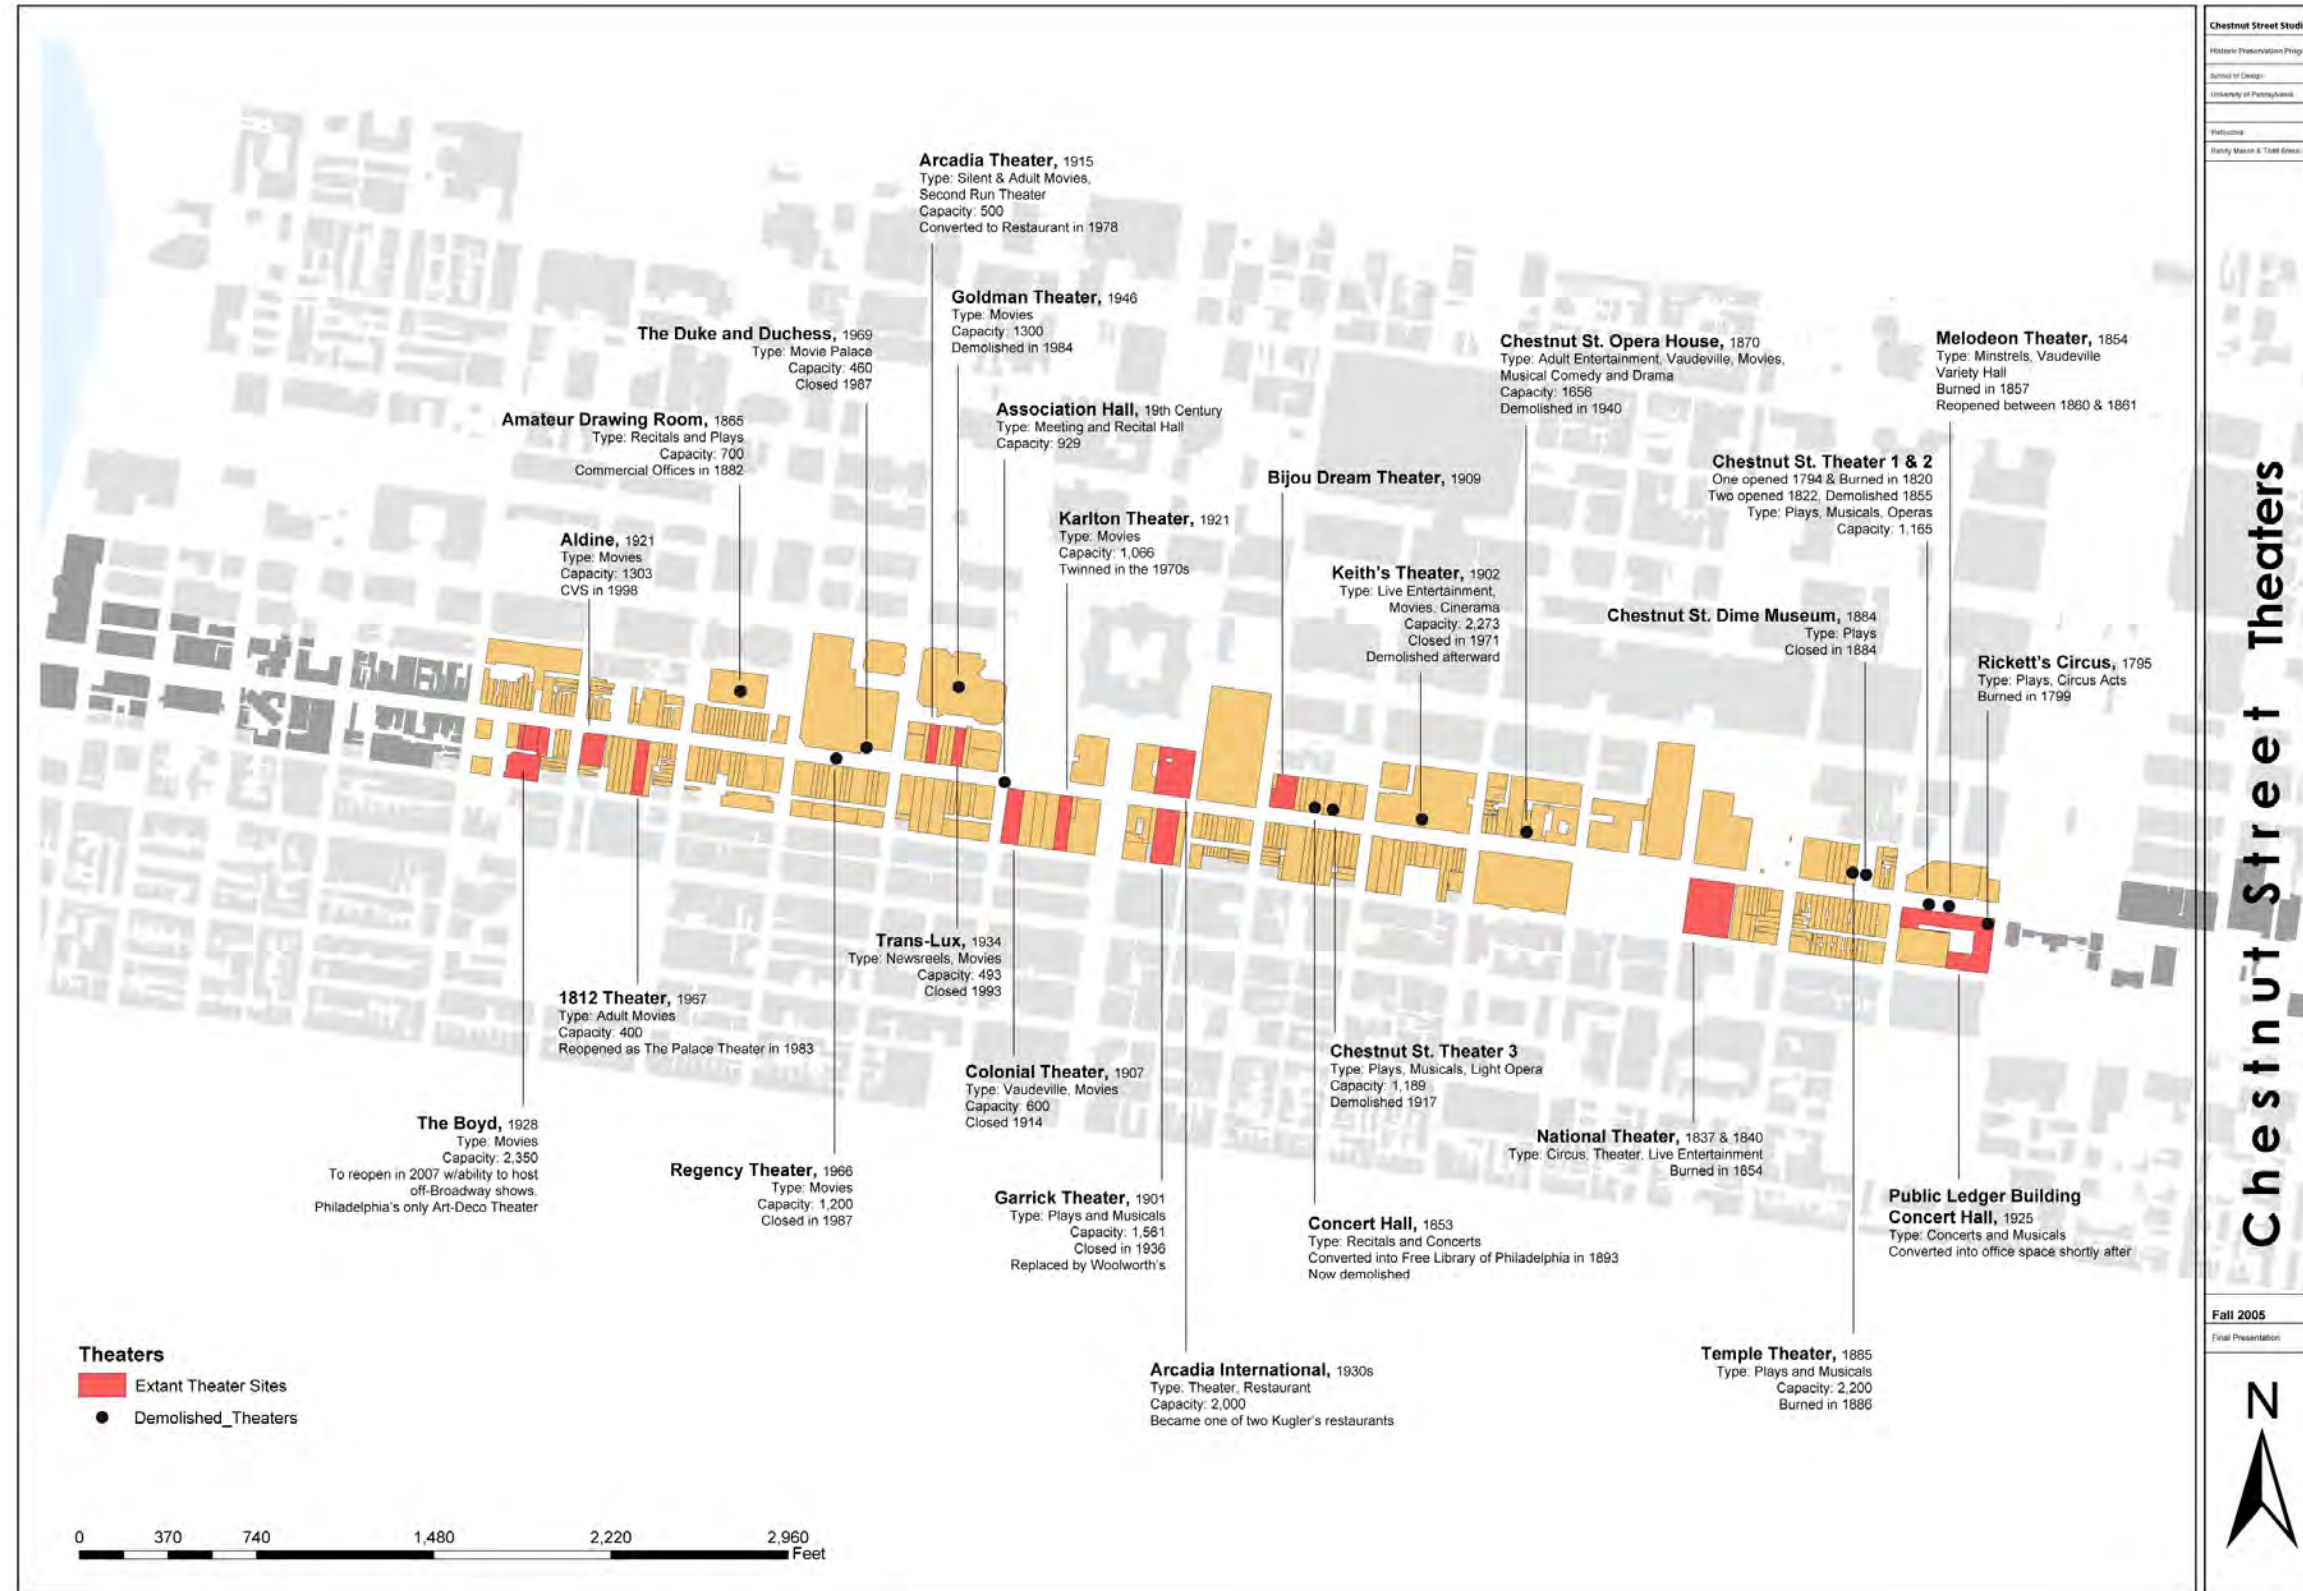 Arcadia Theater, 1915
Type: Silent & Adult Movies,
Second Run Theater
Capacity: 500
Converted to Restaurant in 1978
Goldman Theater, 1946
Type: Movies
Capacity: 1300
Demolished in 1984
The Duke and Duchess, 1969
Type: Movie Palace
Capacity: 460
Closed 1987
Association Hall, 19th Century
Type: Meeting and Recital Hall
Capacity: 929
Amateur Drawing Room, 1865
Type: Recitals and Plays
Capacity: 700
Commercial Offices in 1882
Aldine, 1921
Type: Movies
Capacity: 1303
CVS in 1998
Karlton Theater, 1921
Type: Movies
Capacity: 1,066
Twinned in the 1970s
Bijou Dream Theater, 1909
Keith's Theater, 1902
Type: Live Entertainment,
Movies, Cinerama
Capacity: 2,273
Closed in 1971
Demolished afterward
Chestnut St. Opera House, 1870
Type: Adult Entertainment, Vaudeville, Movies,
Musical Comedy and Drama
Capacity: 1656
Demolished in 1940
Melodeon Theater, 1854
Type: Minstrels, Vaudeville
Variety Hall
Burned in 1857
Reopened between 1860 & 1861
Chestnut St. Theater 1 & 2
One opened 1794 & Burned in 1820
Two opened 1822, Demolished 1855
Type: Plays, Musicals, Operas
Capacity: 1,165
Chestnut St. Dime Museum, 1884
Type: Plays
Closed in 1884
Rickett's Circus, 1795
Type: Plays, Circus Acts
Burned in 1799
Trans-Lux, 1934
Type: Newsreels, Movies
Capacity: 493
Closed 1993
1812 Theater, 1967
Type: Adult Movies
Capacity: 400
Reopened as The Palace Theater in 1983
Colonial Theater, 1907
Type: Vaudeville, Movies
Capacity: 600
Closed 1914
Chestnut St. Theater 3
Type: Plays, Musicals, Light Opera
Capacity: 1,189
Demolished 1917
The Boyd, 1928
Type: Movies
Capacity: 2,350
To reopen in 2007 w/ability to host
off-Broadway shows.
Philadelphia's only Art-Deco Theater
Regency Theater, 1966
Type: Movies
Capacity: 1,200
Closed in 1987
Garrick Theater, 1901
Type: Plays and Musicals
Capacity: 1,561
Closed in 1936
Replaced by Woolworth's
National Theater, 1837 & 1840
Type: Circus, Theater, Live Entertainment
Burned in 1854
Concert Hall, 1853
Type: Recitals and Concerts
Converted into Free Library of Philadelphia in 1893
Now demolished
Public Ledger Building
Concert Hall, 1925
Type: Concerts and Musicals
Converted into office space shortly after
Arcadia International, 1930s
Type: Theater, Restaurant
Capacity: 2,000
Became one of two Kugler's restaurants
Temple Theater, 1885
Type: Plays and Musicals
Capacity: 2,200
Burned in 1886
Theaters
Extant Theater Sites
Demolished_Theaters
0 370 740 1,480 2,220 2,960
Feet
Chestnut Street
Historic Preservation
School of Design
University of Pennsylvania
Chestnut Street Theaters
Fall 2005
Final Presentation
N